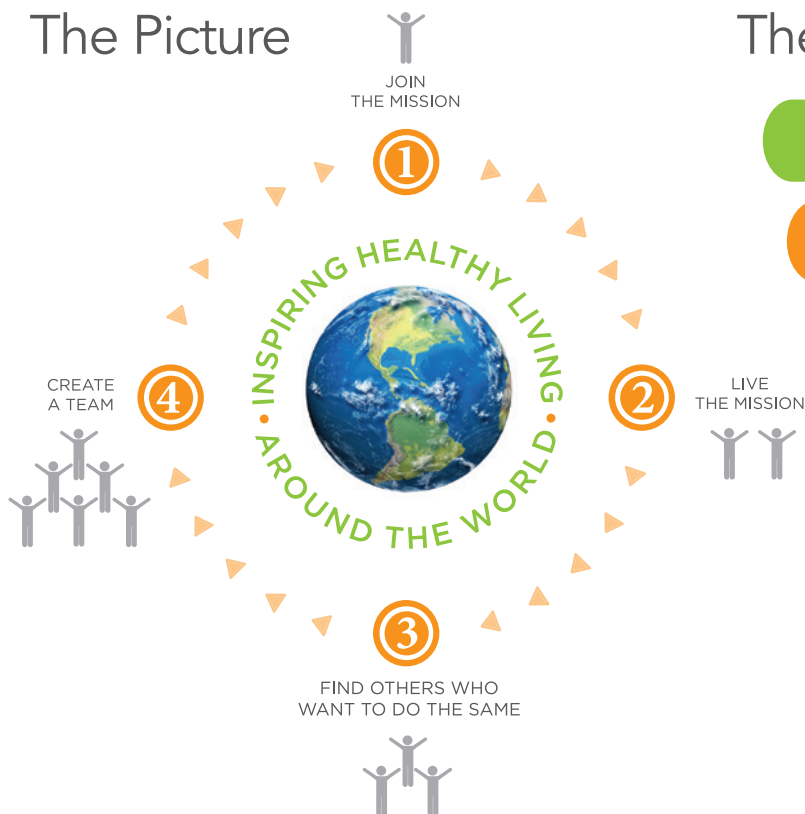 The Picture
The
JOIN
THE MISSION
1
INSPIRING HEALTHY LIVING
• AROUND THE WORLD •
2
LIVE
THE MISSION
3
FIND OTHERS WHO
WANT TO DO THE SAME
CREATE
A TEAM
4